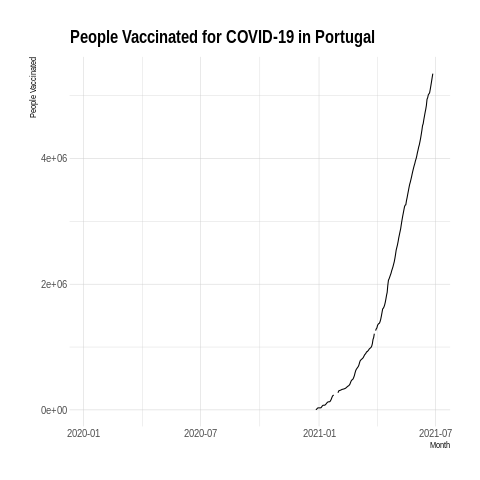 People Vaccinated for COVID-19 in Portugal
People Vaccinated
4e+06
2e+06
0e+00
2020-01 2020-07 2021-01 2021-07
Month